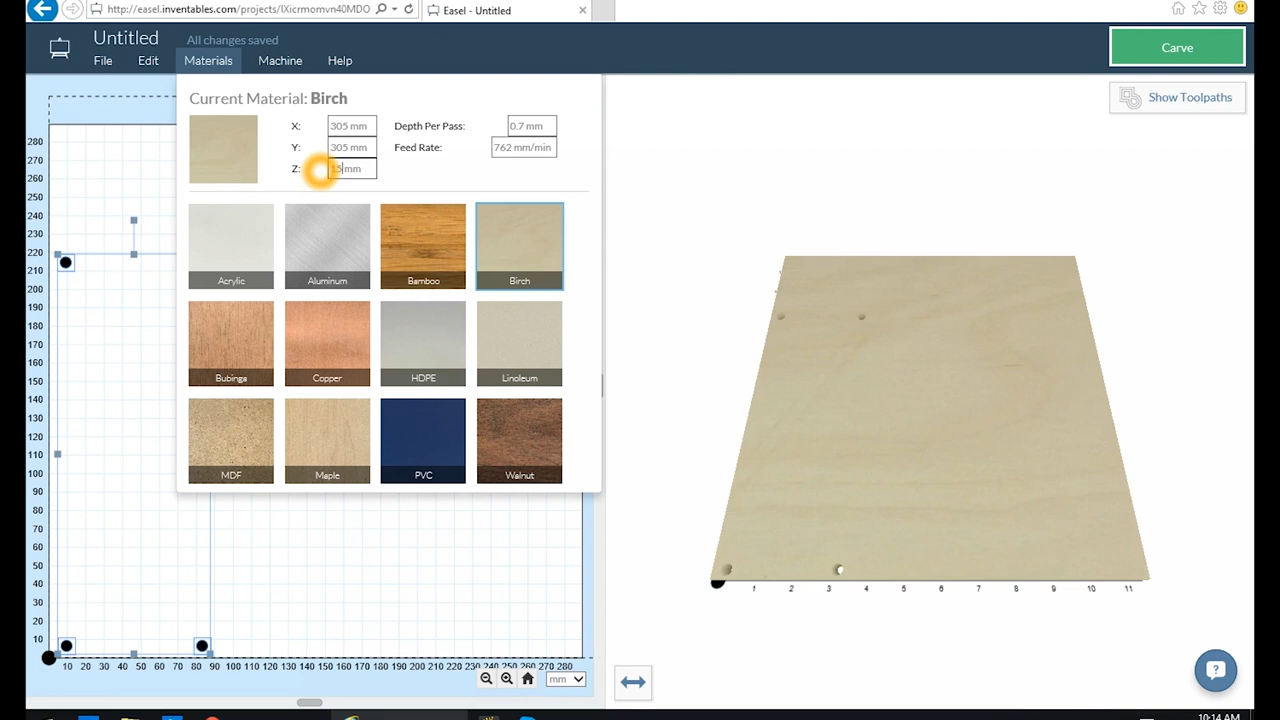 http://easel.inventables.com/projects/IXicrmomvn40MDO
Easel - Untitled
Untitled
All changes saved
File Edit Materials Machine Help
Carve
Show Toolpaths
Current Material: Birch
X: 305 mm Depth Per Pass: 0.7 mm
Y: 305 mm Feed Rate: 762 mm/min
Z: 15 mm
Acrylic Aluminum Bamboo Birch
Bubinga Copper HDPE Linoleum
MDF Maple PVC Walnut
280
270
260
250
240
230
220
210
200
190
180
170
160
150
140
130
120
110
100
90
80
70
60
50
40
30
20
10
10 20 30 40 50 60 70 80 90 100 110 120 130 140 150 160 170 180 190 200 210 220 230 240 250 260 270 280
mm
1 2 3 4 5 6 7 8 9 10 11
10:14 AM